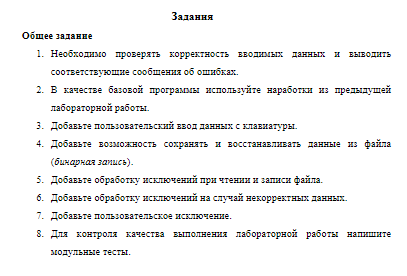 Задания
Общее задание
1. Необходимо проверять корректность вводимых данных и выводить
соответствующие сообщения об ошибках.
2. В качестве базовой программы используйте наработки из предыдущей
лабораторной работы.
3. Добавьте пользовательский ввод данных с клавиатуры.
4. Добавьте возможность сохранять и восстанавливать данные из файла
(бинарная запись).
5. Добавьте обработку исключений при чтении и записи файла.
6. Добавьте обработку исключений на случай некорректных данных.
7. Добавьте пользовательское исключение.
8. Для контроля качества выполнения лабораторной работы напишите
модульные тесты.